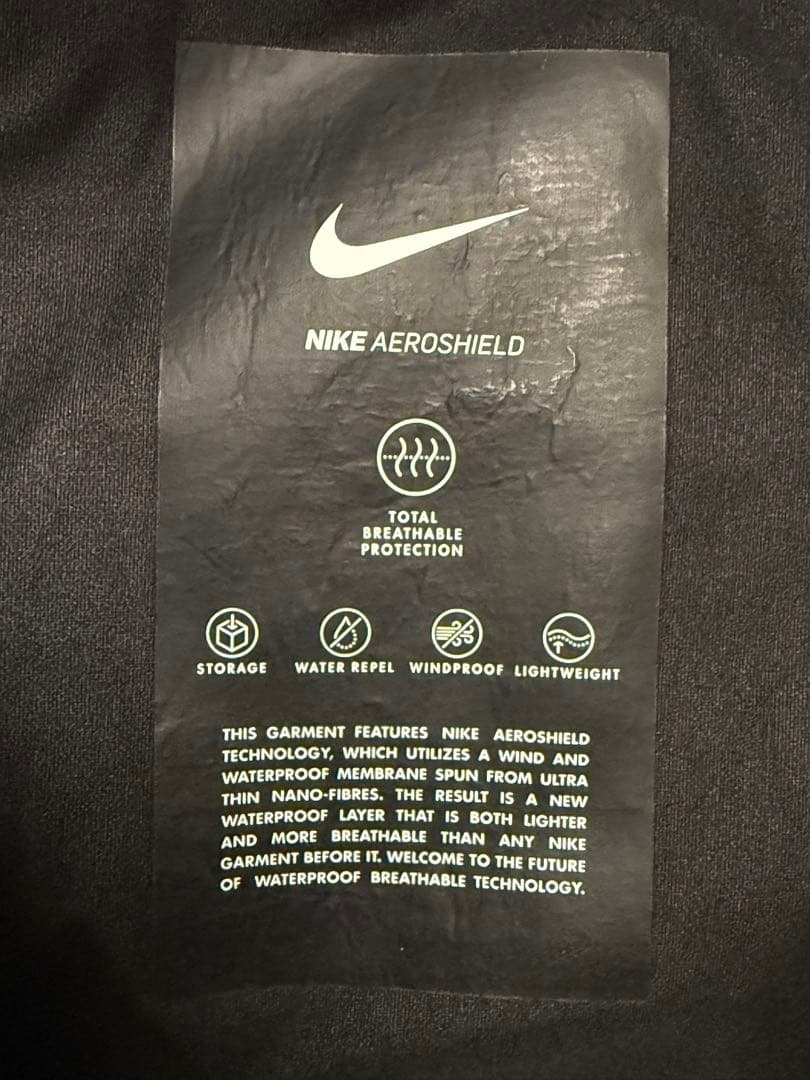 NIKE AEROSHIELD
TOTAL
BREATHABLE
PROTECTION
STORAGE WATER REPEL WINDPROOF LIGHTWEIGHT
THIS GARMENT FEATURES NIKE AEROSHIELD
TECHNOLOGY, WHICH UTILIZES A WIND AND
WATERPROOF MEMBRANE SPUN FROM ULTRA
THIN NANO-FIBRES. THE RESULT IS A NEW
WATERPROOF LAYER THAT IS BOTH LIGHTER
AND MORE BREATHABLE THAN ANY NIKE
GARMENT BEFORE IT. WELCOME TO THE FUTURE
OF WATERPROOF BREATHABLE TECHNOLOGY.